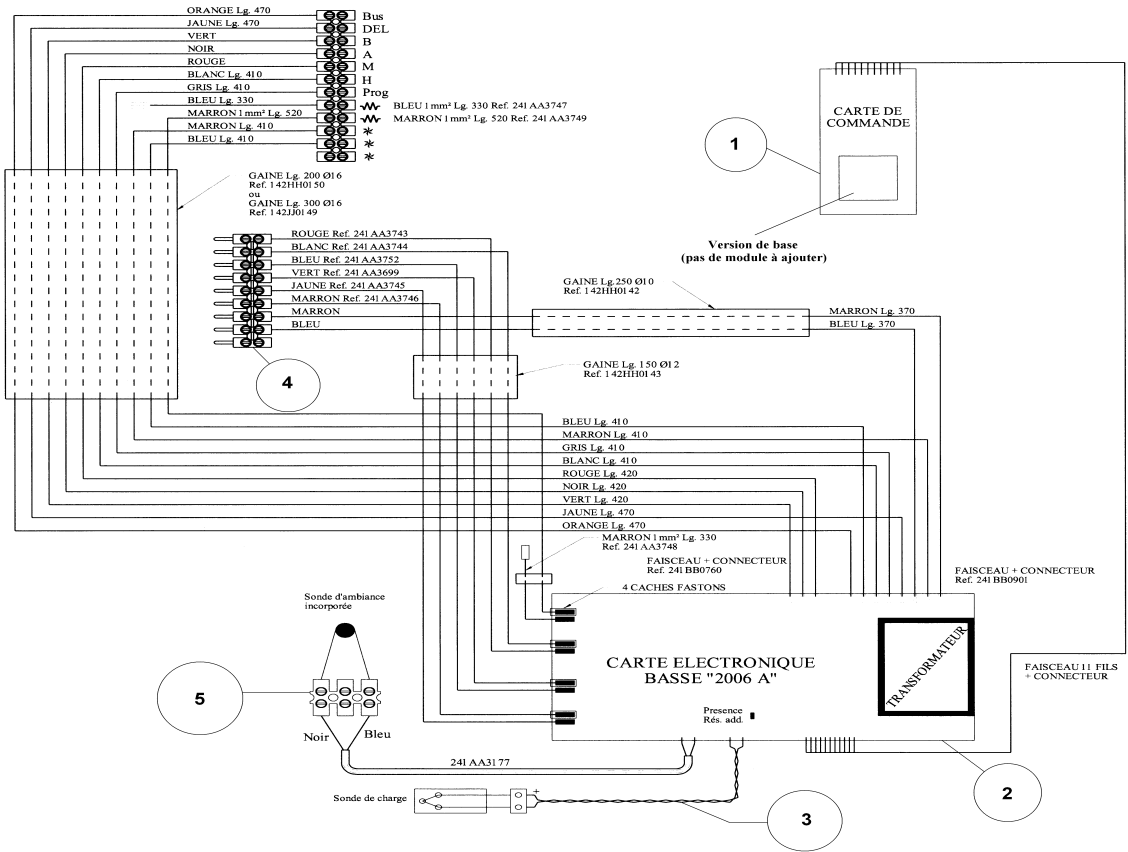 ORANGE Lg. 470
JAUNE Lg. 470
VERT
NOIR
ROUGE
BLANC Lg. 410
GRIS Lg. 410
BLEU Lg. 330
MARRON 1 mm² Lg. 520
MARRON Lg. 410
BLEU Lg. 410
Bus
DEL
B
A
M
H
Prog
BLEU 1 mm² Lg. 330 Ref. 241 AA3747
MARRON 1 mm² Lg. 520 Ref. 241 AA3749
*
*
*
GAINE Lg. 200 Ø16
Ref. 142HH0150
ou
GAINE Lg. 300 Ø16
Ref. 142JJ0149
1
CARTE DE
COMMANDE
Version de base
(pas de module à ajouter)
ROUGE Ref. 241 AA3743
BLANC Ref. 241 AA3744
BLEU Ref. 241 AA3752
VERT Ref. 241 AA3699
JAUNE Ref. 241 AA3745
MARRON Ref. 241 AA3746
MARRON
BLEU
4
GAINE Lg.250 Ø10
Ref. 142HH0142
MARRON Lg. 370
BLEU Lg. 370
GAINE Lg. 150 Ø12
Ref. 142HH0143
BLEU Lg. 410
MARRON Lg. 410
GRIS Lg. 410
BLANC Lg. 410
ROUGE Lg. 420
NOIR Lg. 420
VERT Lg. 420
JAUNE Lg. 470
ORANGE Lg. 470
MARRON 1 mm² Lg. 330
Ref. 241 AA3748
FAISCEAU + CONNECTEUR
Ref. 241 BB0760
4 CACHES FASTONS
FAISCEAU + CONNECTEUR
Ref. 241 BB0901
Sonde d'ambiance
incorporée
5
Noir
Bleu
241 AA3177
CARTE ELECTRONIQUE
BASSE "2006 A"
TRANSFORMATEUR
Presence
Rés. add.
FAISCEAU 11 FILS
+ CONNECTEUR
2
Sonde de charge
+
3